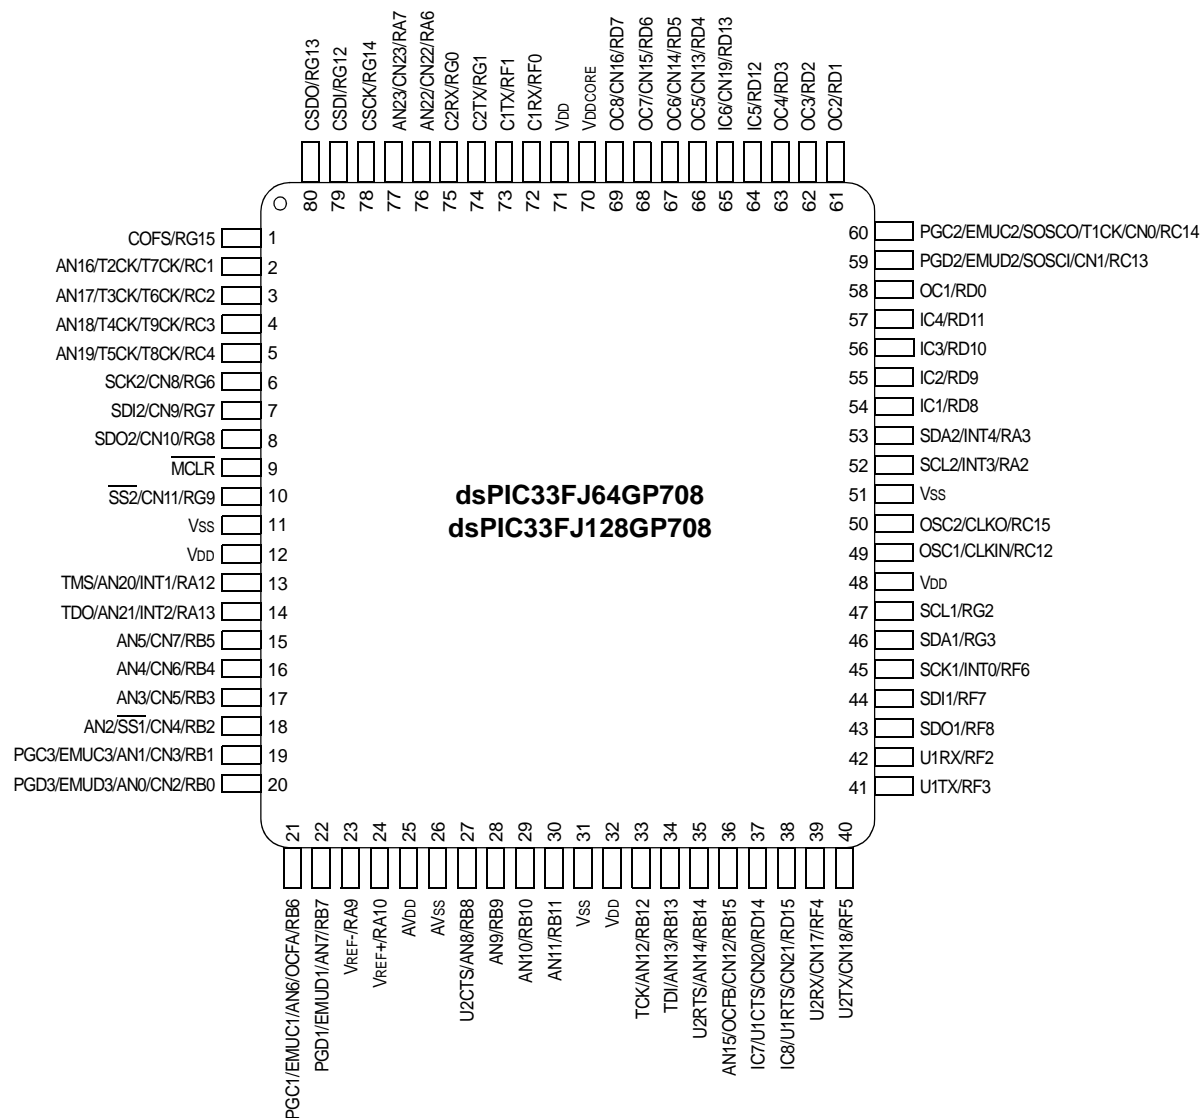 CSDO/RG13
CSDI/RG12
CSCK/RG14
AN23/CN23/RA7
AN22/CN22/RA6
C2RX/RG0
C2TX/RG1
C1TX/RF1
C1RX/RF0
VDD
VDDCORE
OC8/CN16/RD7
OC7/CN15/RD6
OC6/CN14/RD5
OC5/CN13/RD4
IC6/CN19/RD13
IC5/RD12
OC4/RD3
OC3/RD2
OC2/RD1
80 79 78 77 76 75 74 73 72 71 70 69 68 67 66 65 64 63 62 61
COFS/RG15 1
AN16/T2CK/T7CK/RC1 2
AN17/T3CK/T6CK/RC2 3
AN18/T4CK/T9CK/RC3 4
AN19/T5CK/T8CK/RC4 5
SCK2/CN8/RG6 6
SDI2/CN9/RG7 7
SDO2/CN10/RG8 8
MCLR 9
SS2/CN11/RG9 10
VSS 11
VDD 12
TMS/AN20/INT1/RA12 13
TDO/AN21/INT2/RA13 14
AN5/CN7/RB5 15
AN4/CN6/RB4 16
AN3/CN5/RB3 17
AN2/SS1/CN4/RB2 18
PGC3/EMUC3/AN1/CN3/RB1 19
PGD3/EMUD3/AN0/CN2/RB0 20
dsPIC33FJ64GP708
dsPIC33FJ128GP708
60 PGC2/EMUC2/SOSCO/T1CK/CN0/RC14
59 PGD2/EMUD2/SOSCI/CN1/RC13
58 OC1/RD0
57 IC4/RD11
56 IC3/RD10
55 IC2/RD9
54 IC1/RD8
53 SDA2/INT4/RA3
52 SCL2/INT3/RA2
51 VSS
50 OSC2/CLKO/RC15
49 OSC1/CLKIN/RC12
48 VDD
47 SCL1/RG2
46 SDA1/RG3
45 SCK1/INT0/RF6
44 SDI1/RF7
43 SDO1/RF8
42 U1RX/RF2
41 U1TX/RF3
21 22 23 24 25 26 27 28 29 30 31 32 33 34 35 36 37 38 39 40
PGC1/EMUC1/AN6/OCFA/RB6
PGD1/EMUD1/AN7/RB7
VREF-/RA9
VREF+/RA10
AVDD
AVSS
U2CTS/AN8/RB8
AN9/RB9
AN10/RB10
AN11/RB11
VSS
VDD
TCK/AN12/RB12
TDI/AN13/RB13
U2RTS/AN14/RB14
AN15/OCFB/CN12/RB15
IC7/U1CTS/CN20/RD14
IC8/U1RTS/CN21/RD15
U2RX/CN17/RF4
U2TX/CN18/RF5